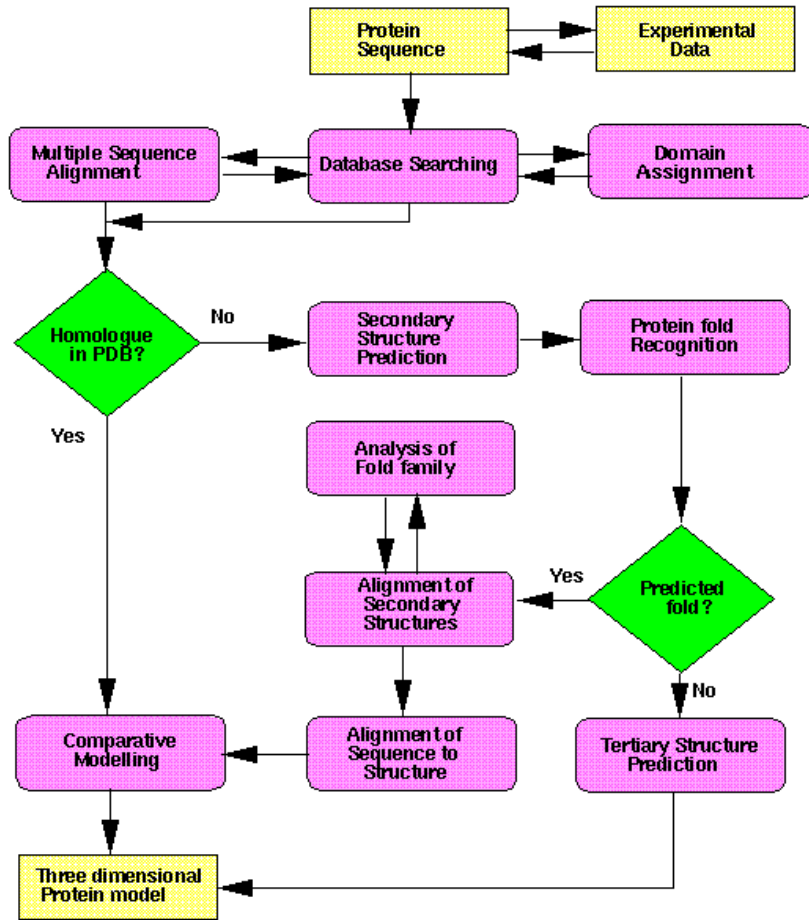 Protein
Sequence
Experimental
Data
Multiple Sequence
Alignment
Database Searching
Domain
Assignment
Homologue
in PDB?
No
Secondary
Structure
Prediction
Protein fold
Recognition
Yes
Analysis of
Fold family
Alignment of
Secondary
Structures
Yes
Predicted
fold?
No
Comparative
Modelling
Alignment of
Sequence to
Structure
Tertiary Structure
Prediction
Three dimensional
Protein model